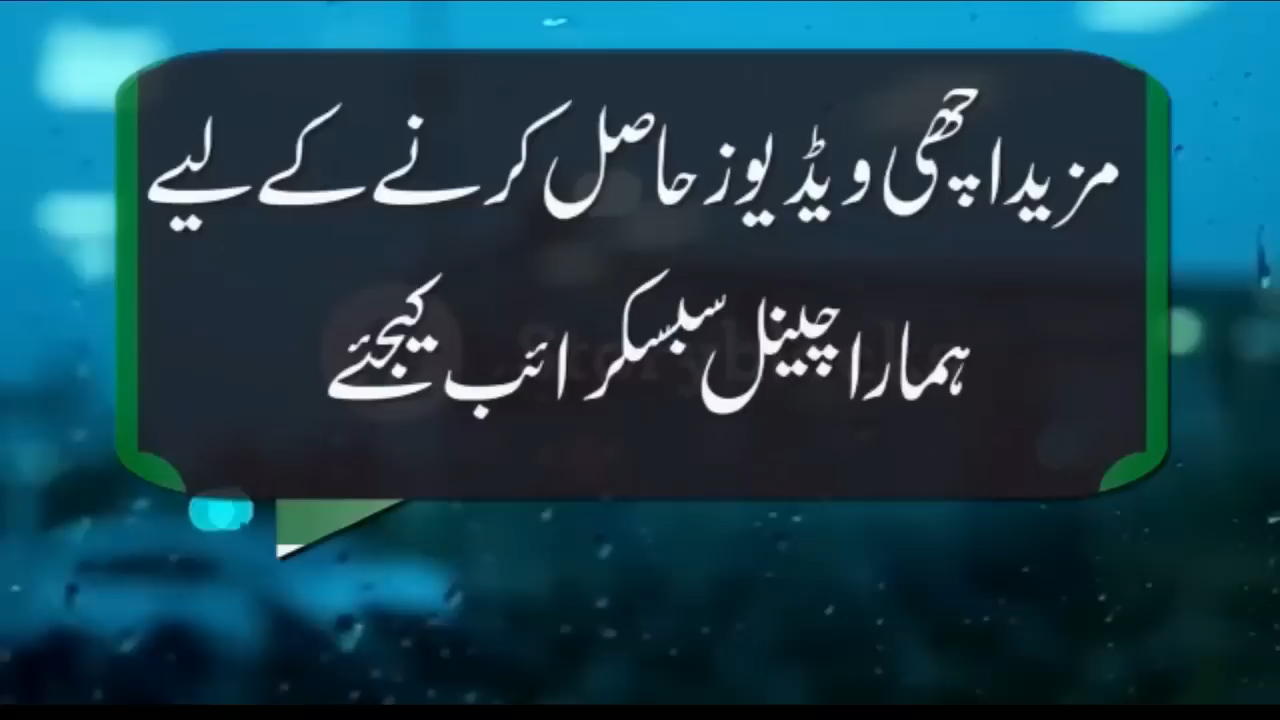 مزید اچھی ویڈیوز حاصل کرنے کے لیے
ہمارا چینل سبسکرائب کیجئے